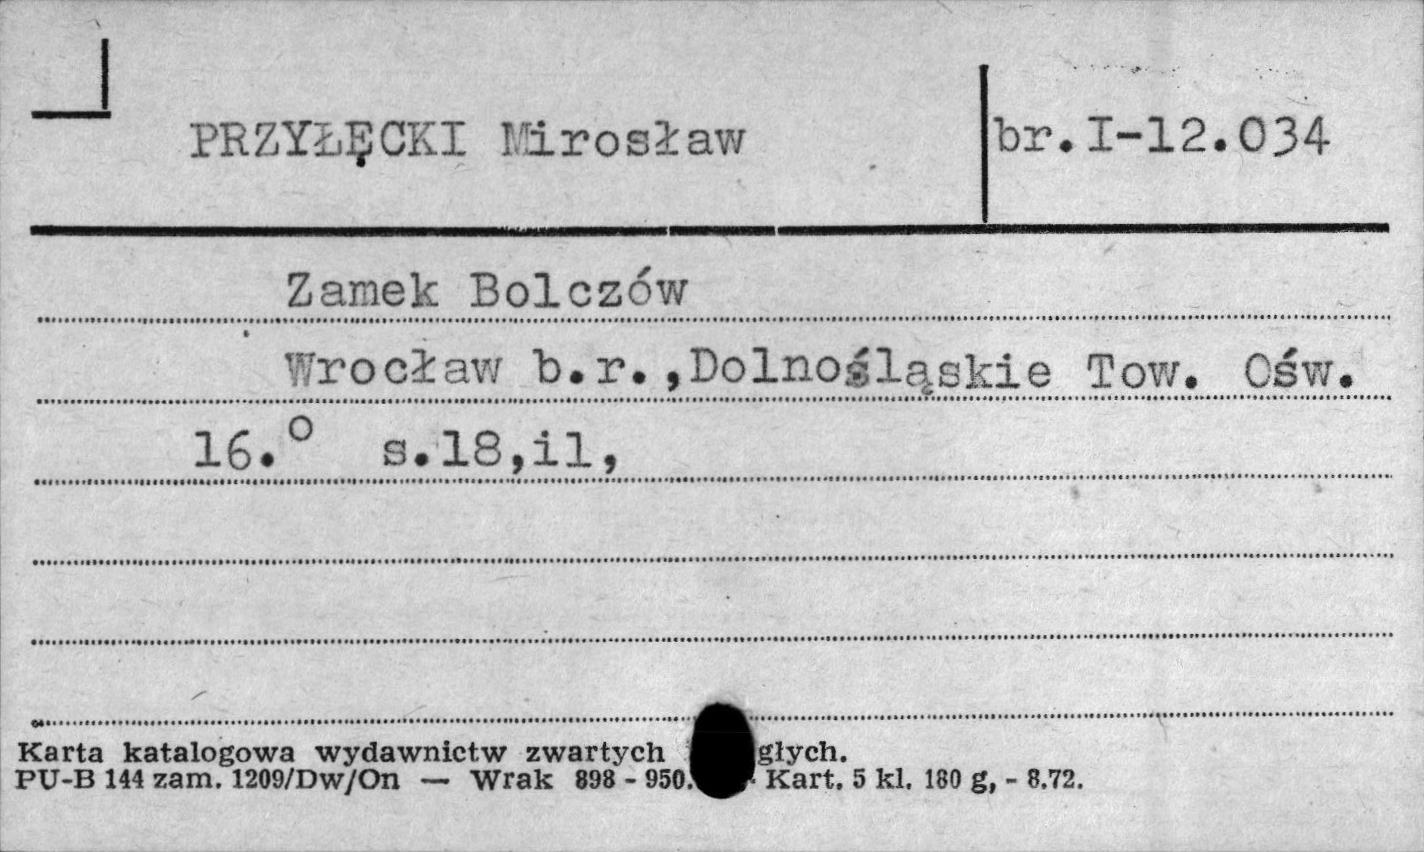 PRZYŁĘCKI Mirosław
br.I-12.034
Zamek Bolczów
Wrocław b.r.,Dolnośląskie Tow. Ośw.
16.° s.18,il,
Karta katalogowa wydawnictw zwartych głych.
PU-B 144 zam. 1209/Dw/On — Wrak 898 - 950. Kart. 5 kl. 180 g, - 8.72.